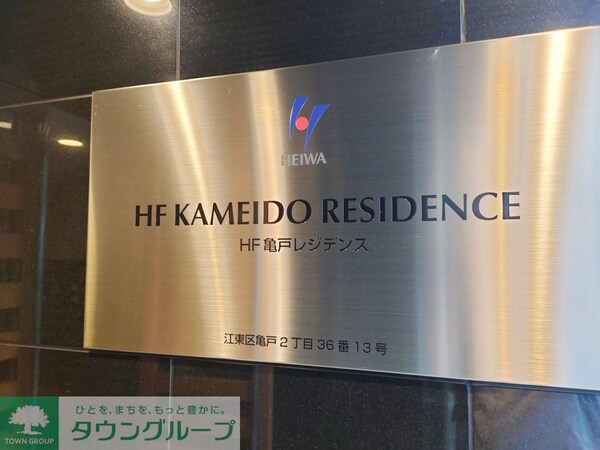 HEIWA
HF KAMEIDO RESIDENCE
HF亀戸レジデンス
江東区亀戸2丁目36番13号
ひとを、まちを、もっと豊かに。
TOWN GROUP
タウングループ